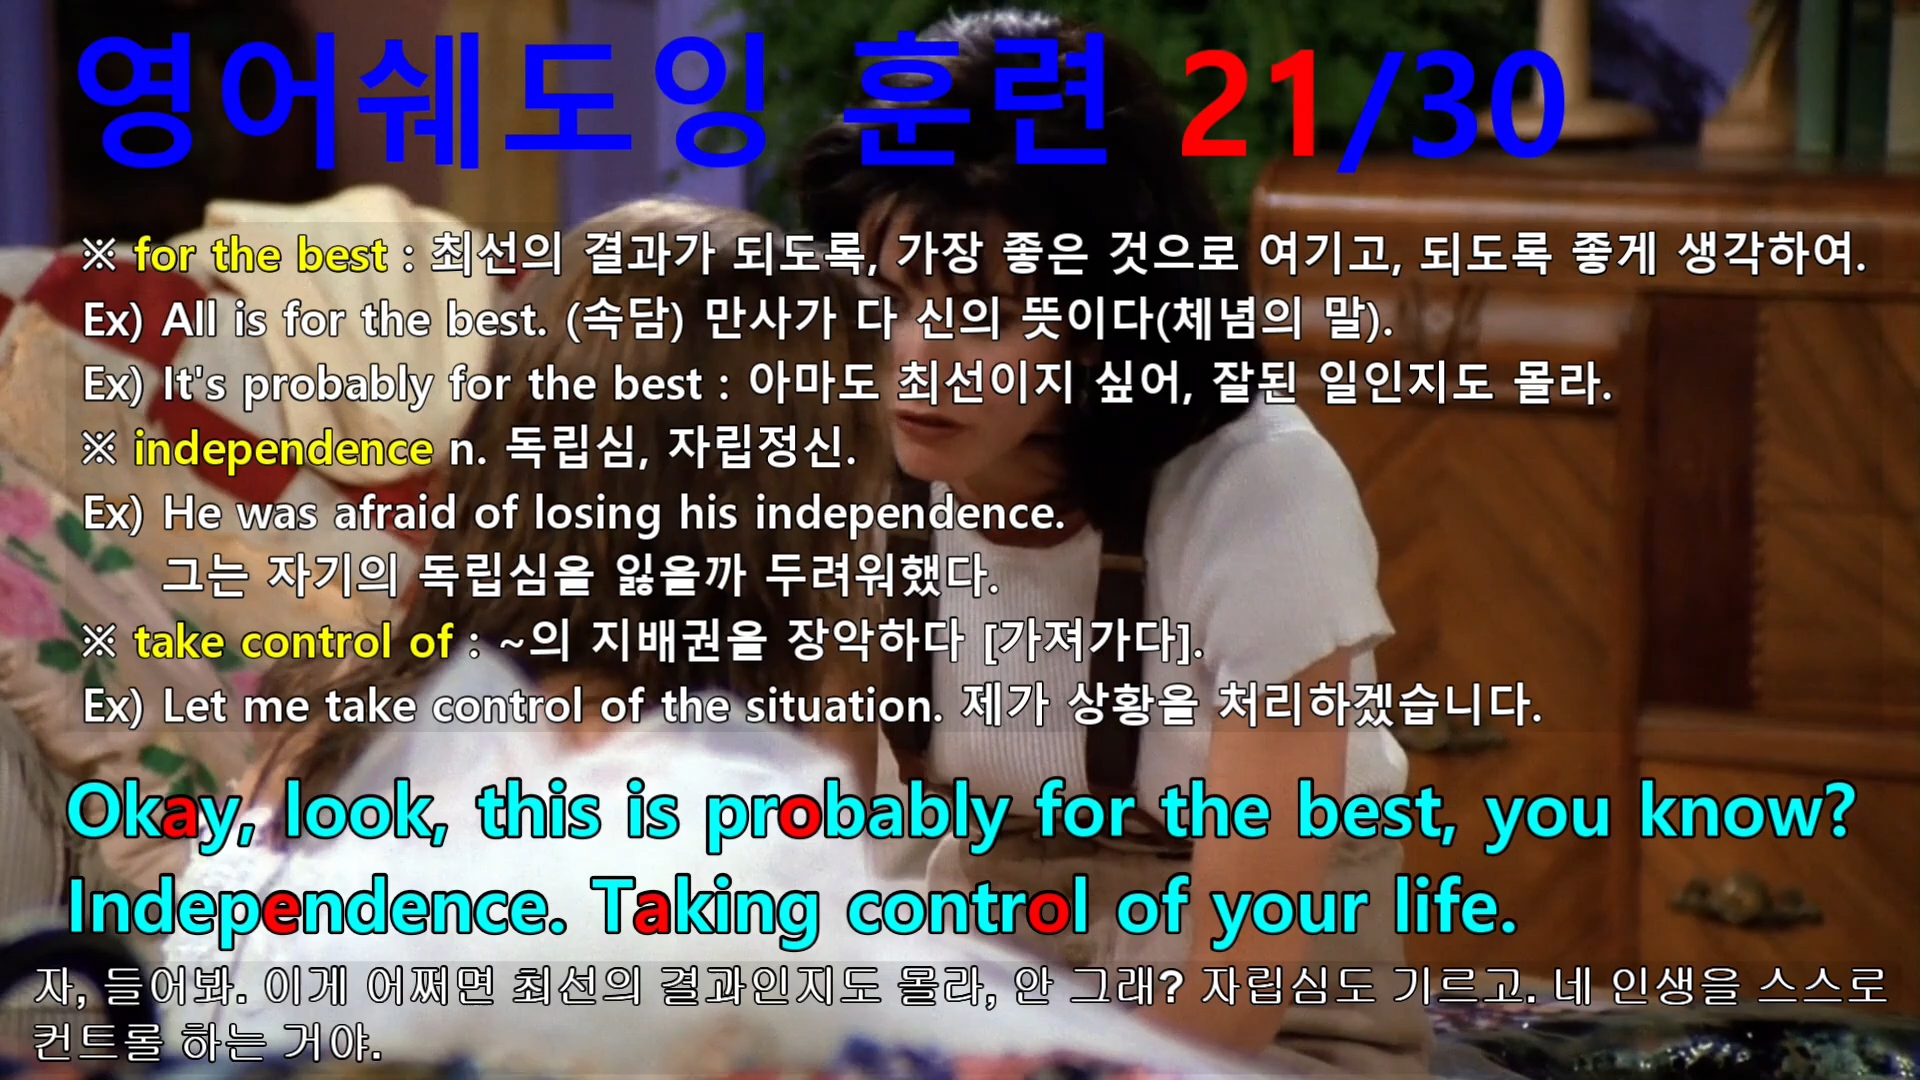 영어쉐도잉 훈련 21/30
※ for the best : 최선의 결과가 되도록, 가장 좋은 것으로 여기고, 되도록 좋게 생각하여.
Ex) All is for the best. (속담) 만사가 다 신의 뜻이다(체념의 말).
Ex) It's probably for the best : 아마도 최선이지 싶어, 잘된 일인지도 몰라.
※ independence n. 독립심, 자립정신.
Ex) He was afraid of losing his independence.
그는 자기의 독립심을 잃을까 두려워했다.
※ take control of : ~의 지배권을 장악하다 [가져가다].
Ex) Let me take control of the situation. 제가 상황을 처리하겠습니다.
Okay, look, this is probably for the best, you know?
Independence. Taking control of your life.
자, 들어봐. 이게 어쩌면 최선의 결과인지도 몰라, 안 그래? 자립심도 기르고. 네 인생을 스스로
컨트롤 하는 거야.